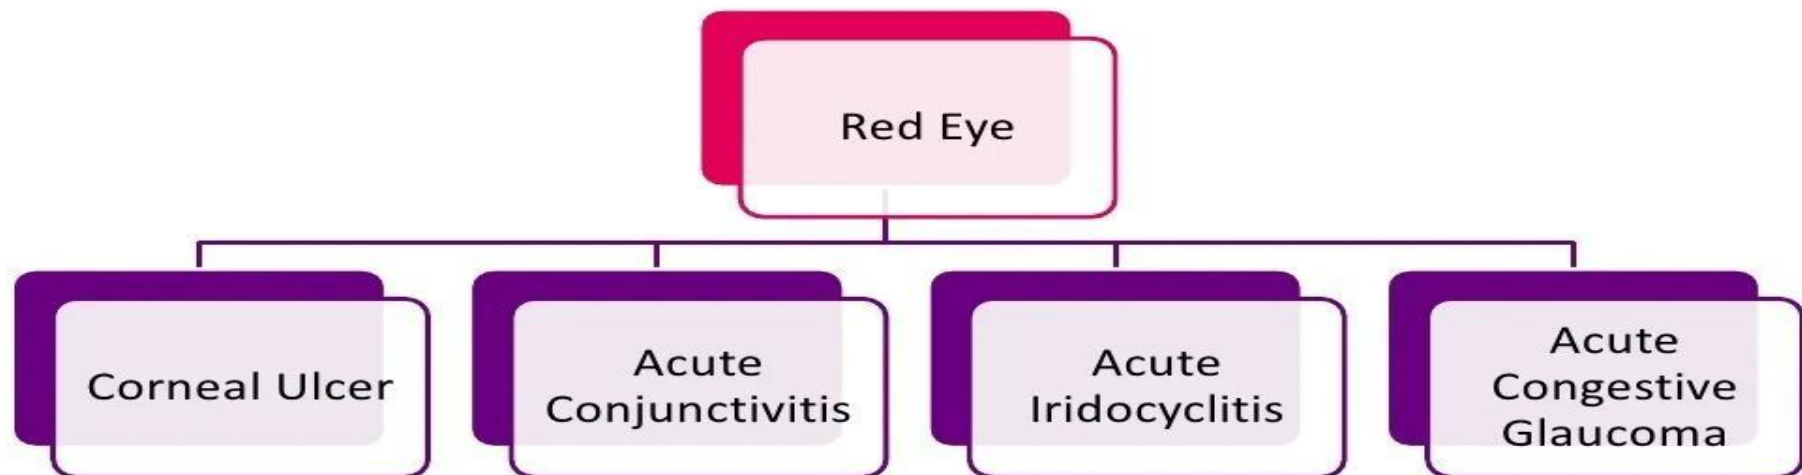 Red Eye
Corneal Ulcer
Acute
Conjunctivitis
Acute
Iridocyclitis
Acute
Congestive
Glaucoma